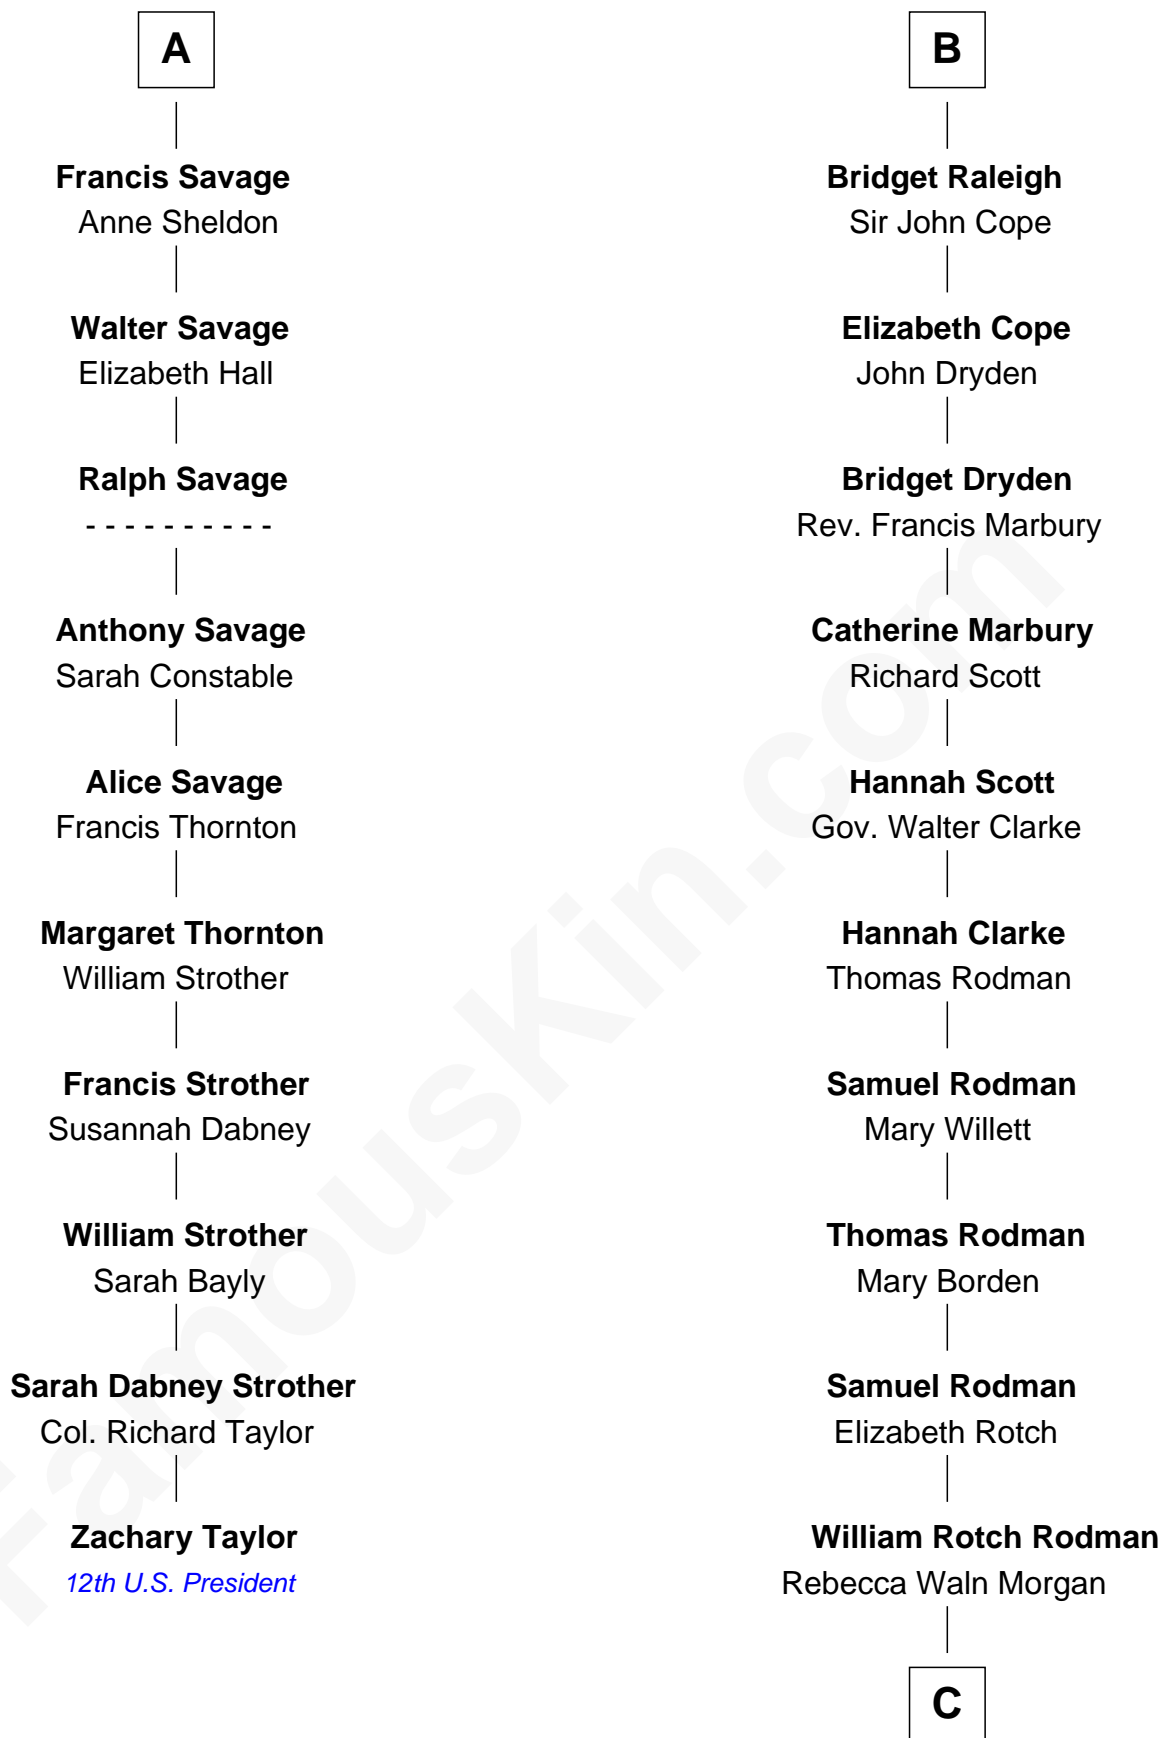 A
Francis Savage
Anne Sheldon
Walter Savage
Elizabeth Hall
Ralph Savage
- - - - - - - - - -
Anthony Savage
Sarah Constable
Alice Savage
Francis Thornton
Margaret Thornton
William Strother
Francis Strother
Susannah Dabney
William Strother
Sarah Bayly
Sarah Dabney Strother
Col. Richard Taylor
Zachary Taylor
12th U.S. President
B
Bridget Raleigh
Sir John Cope
Elizabeth Cope
John Dryden
Bridget Dryden
Rev. Francis Marbury
Catherine Marbury
Richard Scott
Hannah Scott
Gov. Walter Clarke
Hannah Clarke
Thomas Rodman
Samuel Rodman
Mary Willett
Thomas Rodman
Mary Borden
Samuel Rodman
Elizabeth Rotch
William Rotch Rodman
Rebecca Waln Morgan
C
FamousKin.com